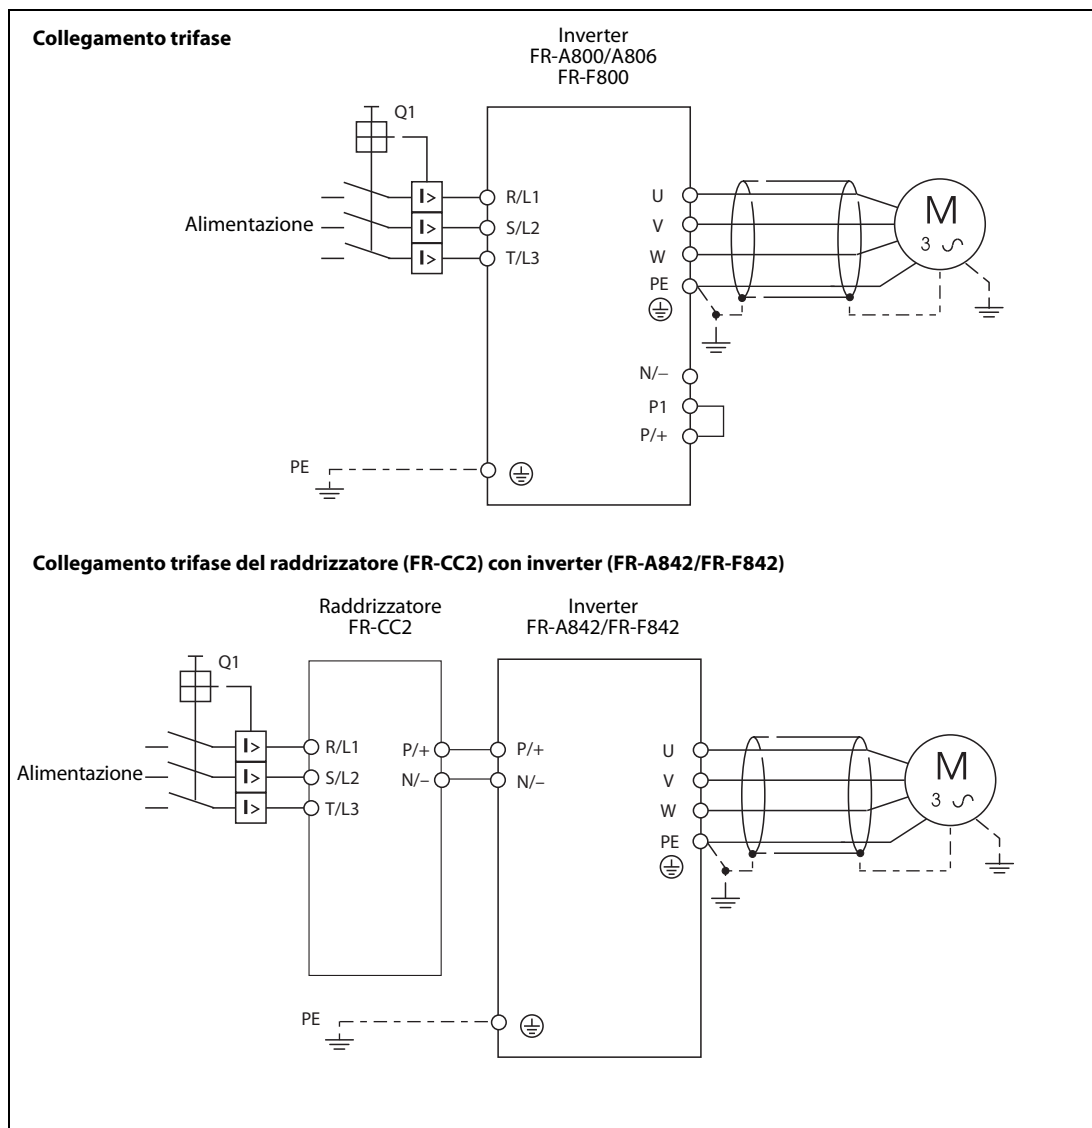 Collegamento trifase
Inverter
FR-A800/A806
FR-F800
Q1
Alimentazione
I>
I>
I>
R/L1
S/L2
T/L3
U
V
W
PE
M
3
N/−
P1
P/+
PE
Collegamento trifase del raddrizzatore (FR-CC2) con inverter (FR-A842/FR-F842)
Raddrizzatore
FR-CC2
Inverter
FR-A842/FR-F842
Q1
Alimentazione
I>
I>
I>
R/L1
S/L2
T/L3
P/+
N/−
P/+
N/−
U
V
W
PE
M
3
PE